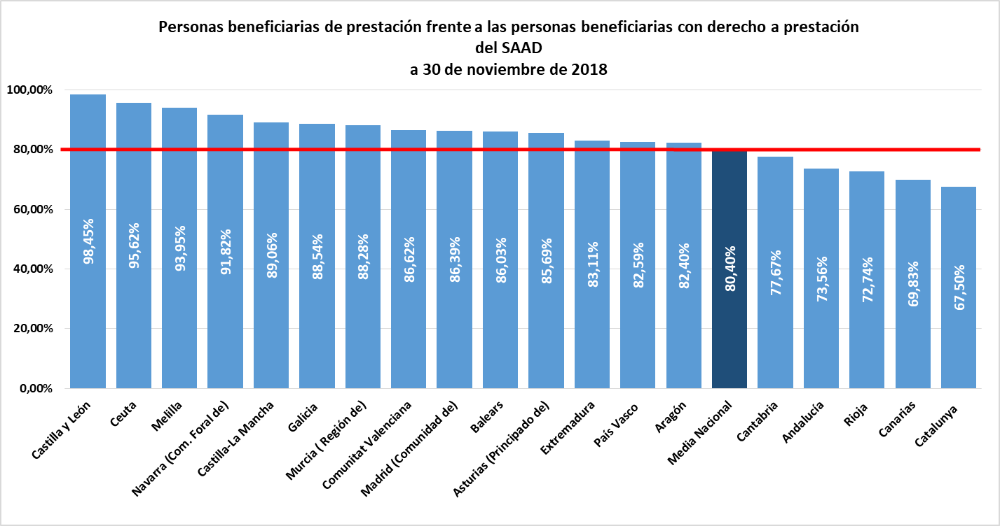 Personas beneficiarias de prestación frente a las personas beneficiarias con derecho a prestación
del SAAD
a 30 de noviembre de 2018
100,00%
80,00%
60,00%
40,00%
20,00%
0,00%
98,45%
95,62%
93,95%
91,82%
89,06%
88,54%
88,28%
86,62%
86,39%
86,03%
85,69%
83,11%
82,59%
82,40%
80,40%
77,67%
73,56%
72,74%
69,83%
67,50%
Castilla y León
Ceuta
Melilla
Navarra (Com. Foral de)
Castilla-La Mancha
Galicia
Murcia ( Región de)
Comunitat Valenciana
Madrid (Comunidad de)
Balears
Asturias (Principado de)
Extremadura
País Vasco
Aragón
Media Nacional
Cantabria
Andalucía
Rioja
Canarias
Catalunya